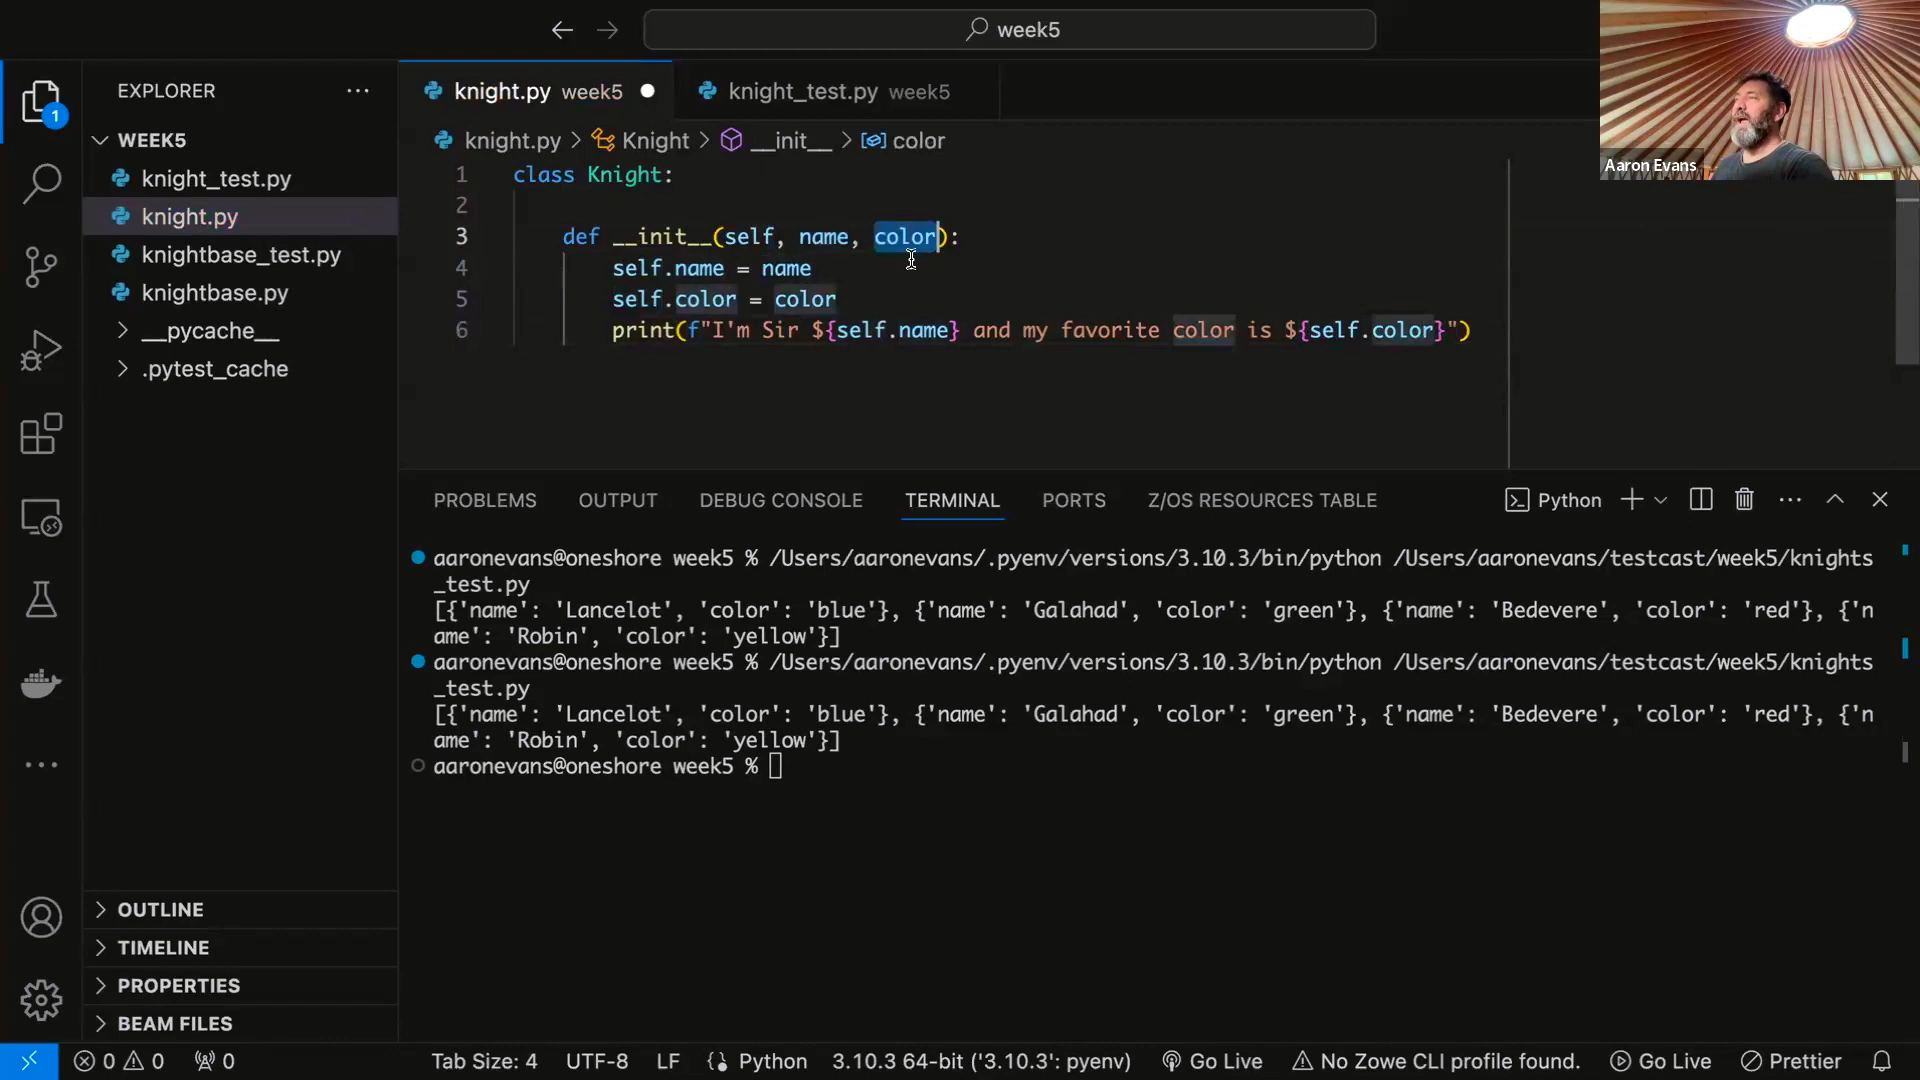 week5
Aaron Evans
EXPLORER
WEEK5
knight_test.py
knight.py
knightbase_test.py
knightbase.py
__pycache__
.pytest_cache
OUTLINE
TIMELINE
PROPERTIES
BEAM FILES
1
knight.py week5
knight_test.py week5
knight.py > Knight > __init__ > color
1 class Knight:
2
3 def __init__(self, name, color):
4 self.name = name
5 self.color = color
6 print(f"I'm Sir ${self.name} and my favorite color is ${self.color}")
PROBLEMS OUTPUT DEBUG CONSOLE TERMINAL PORTS Z/OS RESOURCES TABLE
Python
aaronevans@oneshore week5 % /Users/aaronevans/.pyenv/versions/3.10.3/bin/python /Users/aaronevans/testcast/week5/knights
_test.py
[{'name': 'Lancelot', 'color': 'blue'}, {'name': 'Galahad', 'color': 'green'}, {'name': 'Bedevere', 'color': 'red'}, {'n
ame': 'Robin', 'color': 'yellow'}]
aaronevans@oneshore week5 % /Users/aaronevans/.pyenv/versions/3.10.3/bin/python /Users/aaronevans/testcast/week5/knights
_test.py
[{'name': 'Lancelot', 'color': 'blue'}, {'name': 'Galahad', 'color': 'green'}, {'name': 'Bedevere', 'color': 'red'}, {'n
ame': 'Robin', 'color': 'yellow'}]
aaronevans@oneshore week5 %
0 0 0 Tab Size: 4 UTF-8 LF Python 3.10.3 64-bit ('3.10.3': pyenv) Go Live No Zowe CLI profile found. Go Live Prettier